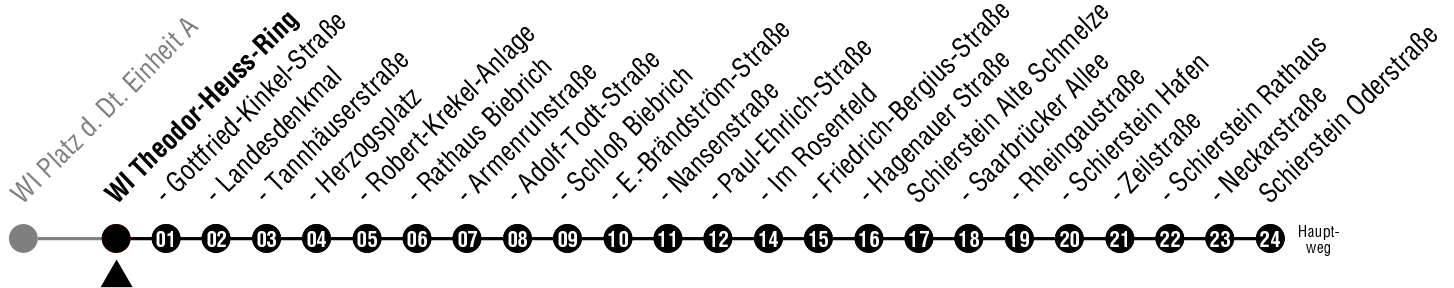 WI Platz d. Dt. Einheit A
WI Theodor-Heuss-Ring
- Gottfried-Kinkel-Straße
- Landesdenkmal
- Tannhäuserstraße
- Herzogsplatz
- Robert-Krekel-Anlage
- Rathaus Biebrich
- Armenruhstraße
- Adolf-Todt-Straße
- Schloß Biebrich
- E.-Brändström-Straße
- Nansenstraße
- Paul-Ehrlich-Straße
- Im Rosenfeld
- Friedrich-Bergius-Straße
- Hagenauer Straße
Schierstein Alte Schmelze
- Saarbrücker Allee
- Rheingaustraße
- Schierstein Hafen
- Zeilstraße
- Schierstein Rathaus
- Neckarstraße
Schierstein Oderstraße
01 02 03 04 05 06 07 08 09 10 11 12 14 15 16 17 18 19 20 21 22 23 24
Haupt-
weg